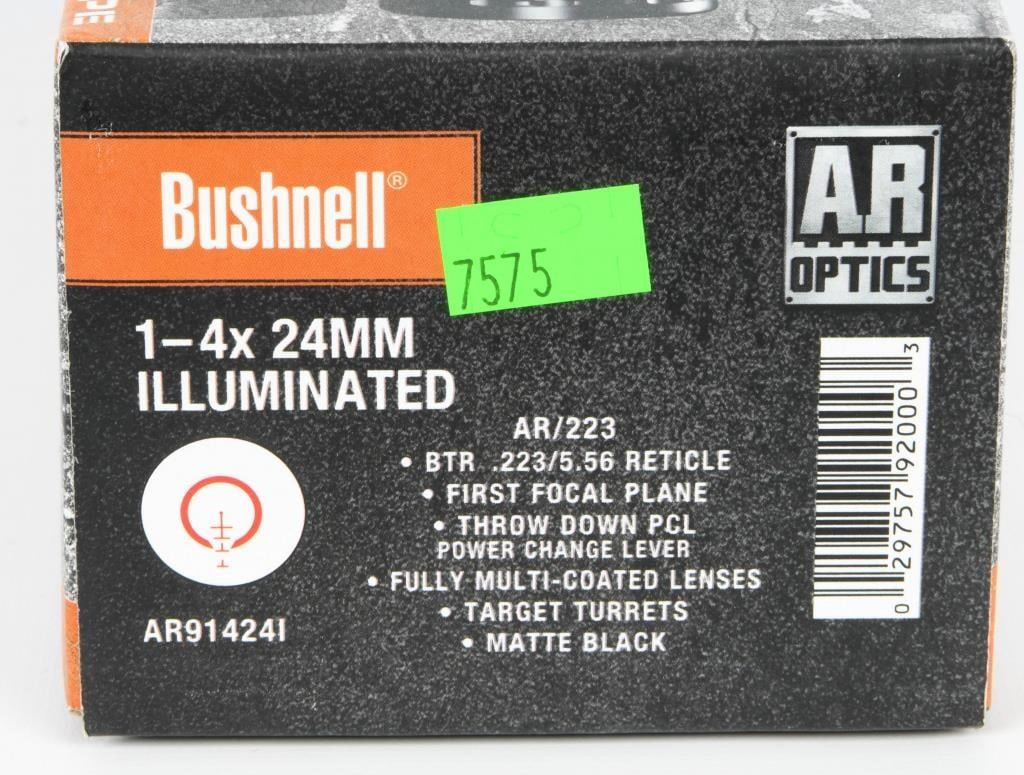 PE
Bushnell®
7575
AR
OPTICS
1–4x 24MM
ILLUMINATED
AR/223
• BTR .223/5.56 RETICLE
• FIRST FOCAL PLANE
• THROW DOWN PCL
POWER CHANGE LEVER
• FULLY MULTI-COATED LENSES
• TARGET TURRETS
• MATTE BLACK
AR91424I
0 29757 92000 3